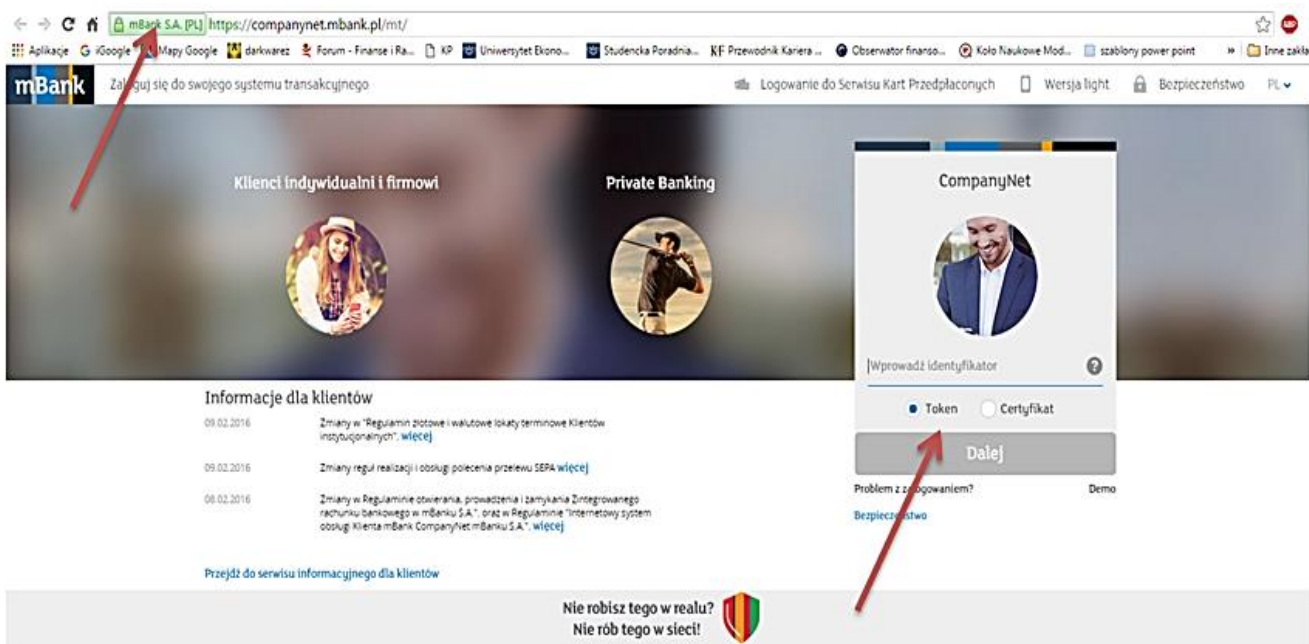 mBank S.A. [PL] https://companynet.mbank.pl/mt/
Aplikacje iGoogle Mapy Google darkwarez Forum - Finanse i Ra... KP Uniwersytet Ekono... Studencka Poradnia... Przewodnik Kariera ... Obserwator finanso... Koło Naukowe Mod... szablony power point » Inne zakła
mBank Zaloguj się do swojego systemu transakcyjnego Logowanie do Serwisu Kart Przedpłaconych Wersja light Bezpieczeństwo PL
Klienci indywidualni i firmowi
Private Banking
CompanyNet
Wprowadź identyfikator ?
Token Certyfikat
Dalej
Problem z zalogowaniem? Demo
Bezpieczeństwo
Informacje dla klientów
09.02.2016 Zmiany w "Regulamin złotowe i walutowe lokaty terminowe Klientów
instytucjonalnych". więcej
09.02.2016 Zmiany reguł realizacji i obsługi polecenia przelewu SEPA więcej
08.02.2016 Zmiany w Regulaminie otwierania, prowadzenia i zamykania Zintegrowanego
rachunku bankowego w mBanku S.A.", oraz w Regulaminie "Internetowy system
obsługi Klienta mBank CompanyNet mBanku S.A.". więcej
Przejdź do serwisu informacyjnego dla klientów
Nie robisz tego w realu?
Nie rób tego w sieci!